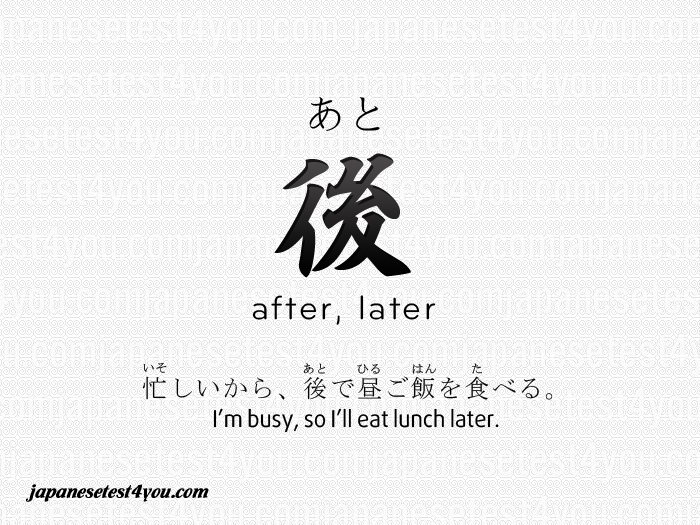 あと
後
after, later
いそ あと ひる はん た
忙しいから、後で昼ご飯を食べる。
I'm busy, so I'll eat lunch later.
japanesetest4you.com